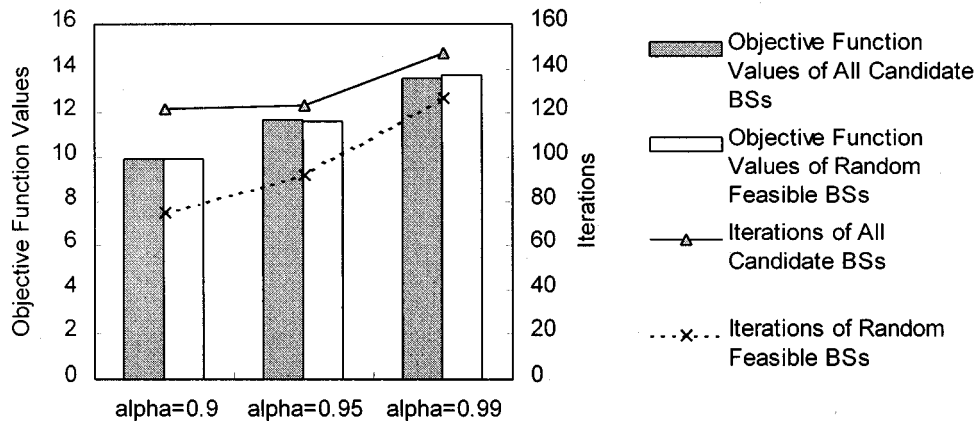 Objective Function Values
16
14
12
10
8
6
4
2
0
160
140
120
100
80
60
40
20
0
Iterations
alpha=0.9
alpha=0.95
alpha=0.99
Objective Function
Values of All Candidate
BSs
Objective Function
Values of Random
Feasible BSs
Iterations of All
Candidate BSs
Iterations of Random
Feasible BSs